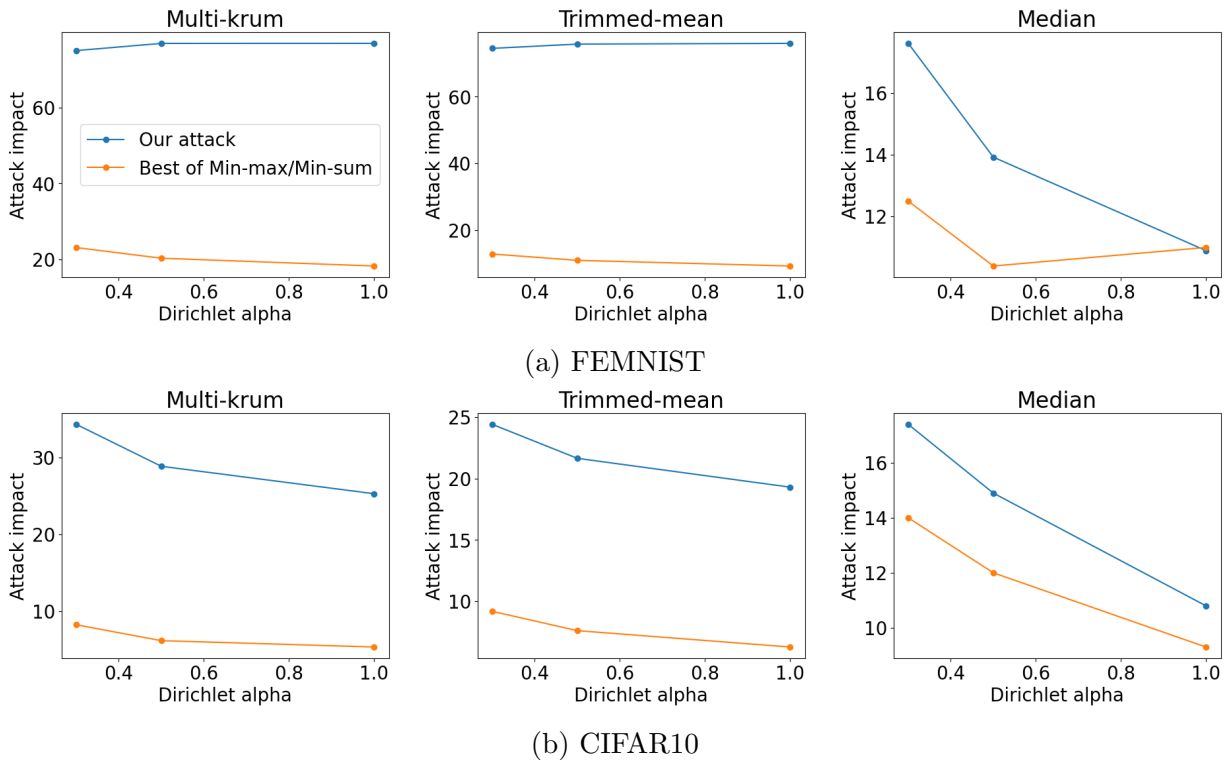 Multi-krum
Trimmed-mean
Median
Attack impact
60
40
20
Our attack
Best of Min-max/Min-sum
0.4
0.6
0.8
1.0
Dirichlet alpha
Attack impact
60
40
20
0.4
0.6
0.8
1.0
Dirichlet alpha
Attack impact
16
14
12
0.4
0.6
0.8
1.0
Dirichlet alpha
(a) FEMNIST
Multi-krum
Trimmed-mean
Median
Attack impact
30
20
10
0.4
0.6
0.8
1.0
Dirichlet alpha
Attack impact
25
20
15
10
0.4
0.6
0.8
1.0
Dirichlet alpha
Attack impact
16
14
12
10
0.4
0.6
0.8
1.0
Dirichlet alpha
(b) CIFAR10